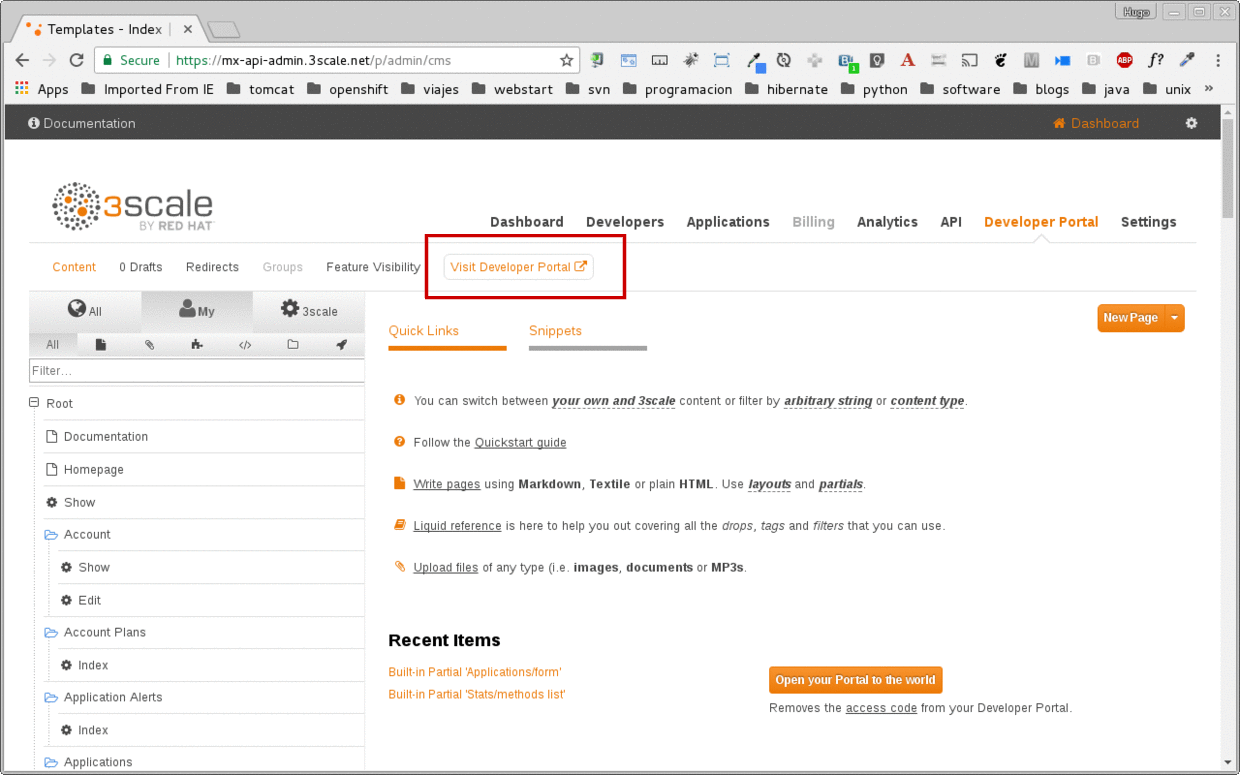 Hugo
Templates - Index
Secure https://mx-api-admin.3scale.net/p/admin/cms
Apps Imported From IE tomcat openshift viajes webstart svn programacion hibernate python software blogs java unix »
Documentation Dashboard
3scale
BY RED HAT
Dashboard Developers Applications Billing Analytics API Developer Portal Settings
Content 0 Drafts Redirects Groups Feature Visibility Visit Developer Portal
All My 3scale
All
Filter...
Root
Documentation
Homepage
Show
Account
Show
Edit
Account Plans
Index
Application Alerts
Index
Applications
Quick Links Snippets
New Page
You can switch between your own and 3scale content or filter by arbitrary string or content type.
Follow the Quickstart guide
Write pages using Markdown, Textile or plain HTML. Use layouts and partials.
Liquid reference is here to help you out covering all the drops, tags and filters that you can use.
Upload files of any type (i.e. images, documents or MP3s.
Recent Items
Built-in Partial 'Applications/form'
Built-in Partial 'Stats/methods list'
Open your Portal to the world
Removes the access code from your Developer Portal.